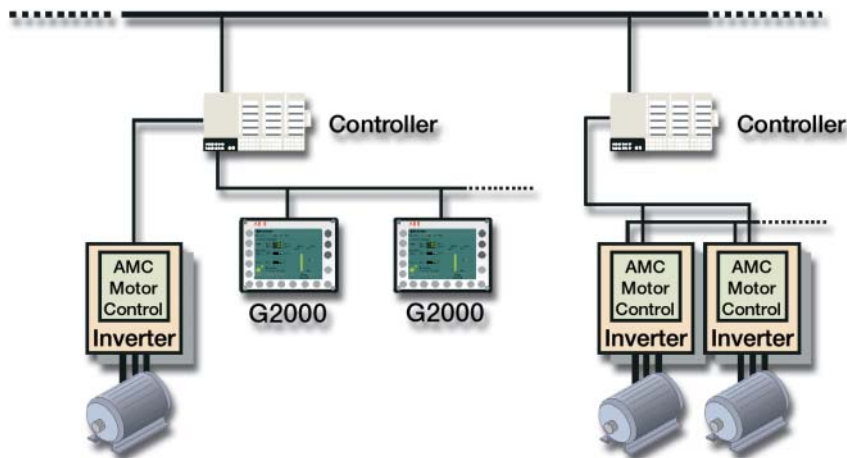 Controller
Controller
AMC
Motor
Control
Inverter
G2000
G2000
AMC
Motor
Control
Inverter
AMC
Motor
Control
Inverter